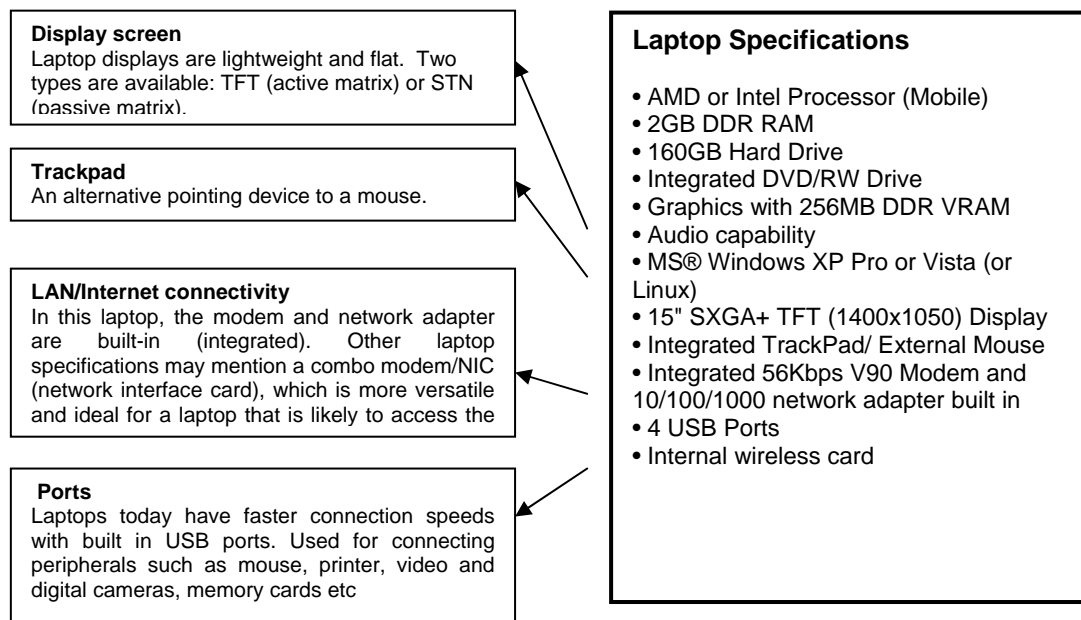 Display screen
Laptop displays are lightweight and flat. Two
types are available: TFT (active matrix) or STN
(passive matrix).
Trackpad
An alternative pointing device to a mouse.
LAN/Internet connectivity
In this laptop, the modem and network adapter
are built-in (integrated). Other laptop
specifications may mention a combo modem/NIC
(network interface card), which is more versatile
and ideal for a laptop that is likely to access the
Ports
Laptops today have faster connection speeds
with built in USB ports. Used for connecting
peripherals such as mouse, printer, video and
digital cameras, memory cards etc
Laptop Specifications
• AMD or Intel Processor (Mobile)
• 2GB DDR RAM
• 160GB Hard Drive
• Integrated DVD/RW Drive
• Graphics with 256MB DDR VRAM
• Audio capability
• MS® Windows XP Pro or Vista (or
Linux)
• 15" SXGA+ TFT (1400x1050) Display
• Integrated TrackPad/ External Mouse
• Integrated 56Kbps V90 Modem and
10/100/1000 network adapter built in
• 4 USB Ports
• Internal wireless card